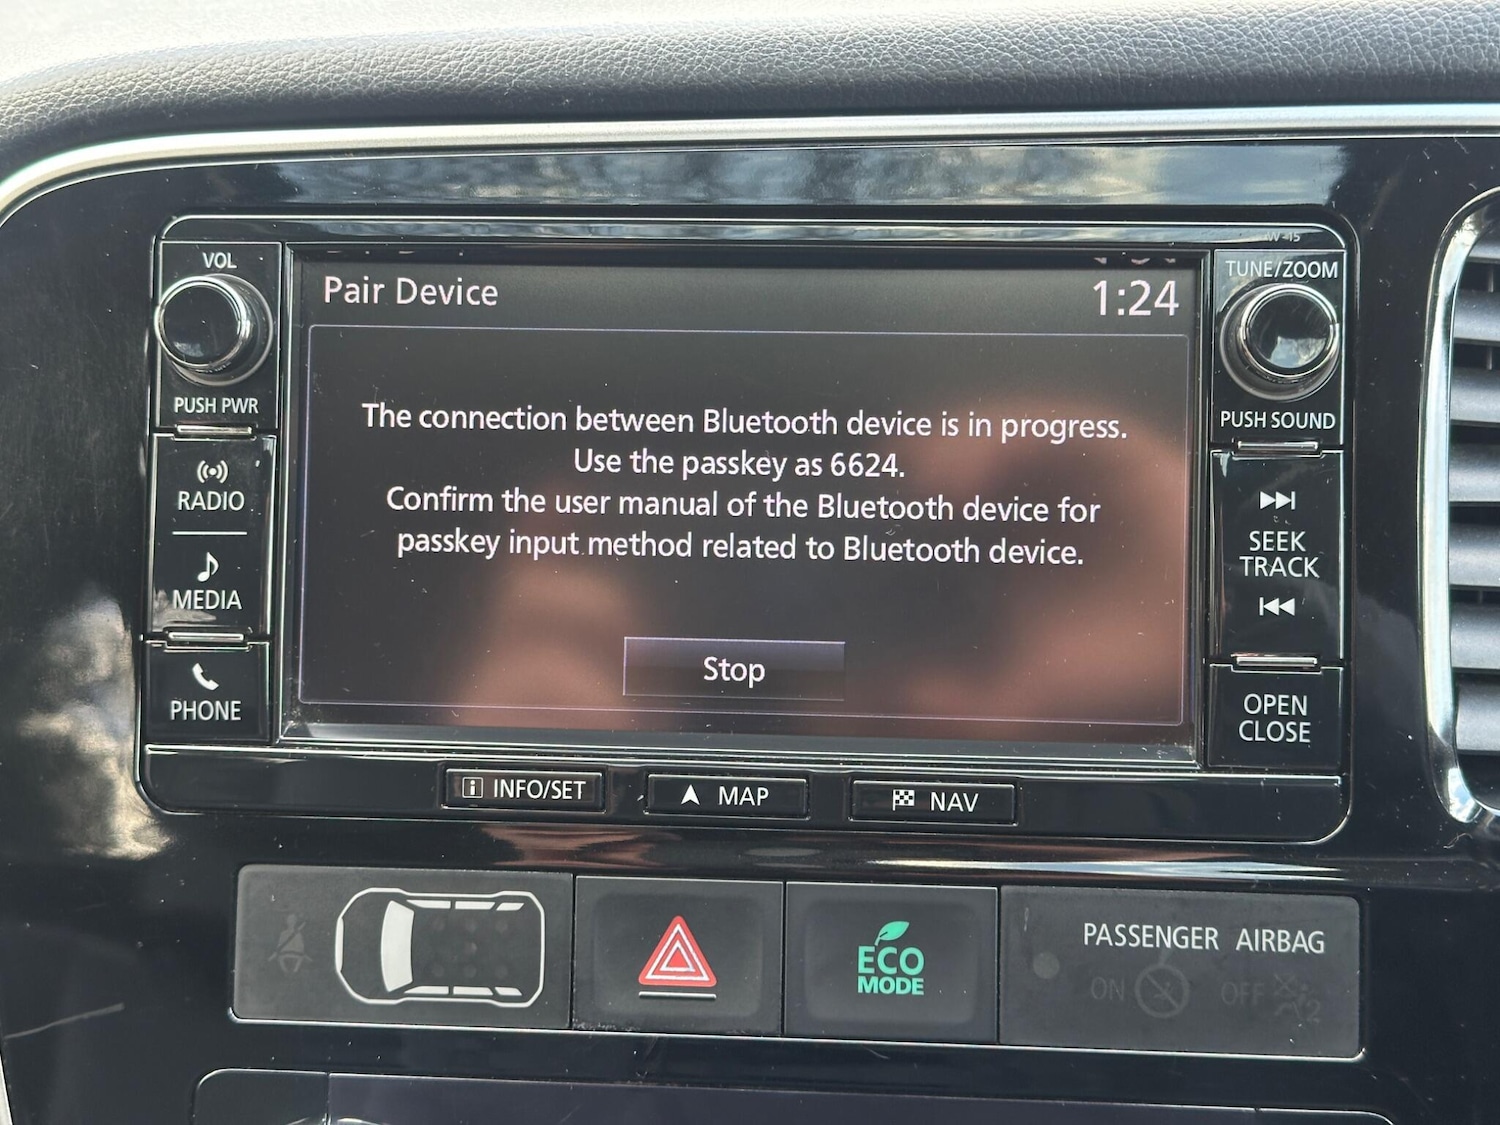 W-15
VOL
TUNE/ZOOM
Pair Device
1:24
PUSH PWR
PUSH SOUND
The connection between Bluetooth device is in progress.
Use the passkey as 6624.
Confirm the user manual of the Bluetooth device for
passkey input method related to Bluetooth device.
Stop
RADIO
MEDIA
PHONE
SEEK
TRACK
OPEN
CLOSE
INFO/SET
MAP
NAV
ECO
MODE
PASSENGER AIRBAG
ON OFF 2